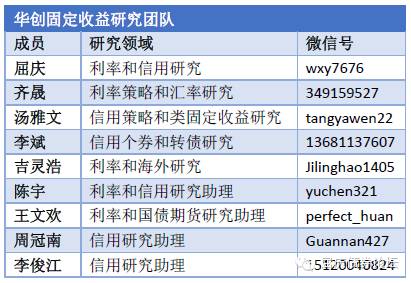 华创固定收益研究团队
成员 研究领域 微信号
屈庆 利率和信用研究 wxy7676
齐晟 利率策略和汇率研究 349159527
汤雅文 信用策略和类固定收益研究 tangyawen22
李斌 信用个券和转债研究 13681137607
吉灵浩 利率和海外研究 Jilinghao1405
陈宇 利率和信用研究助理 yuchen321
王文欢 利率和国债期货研究助理 perfect_huan
周冠南 信用研究助理 Guannan427
李俊江 信用研究助理